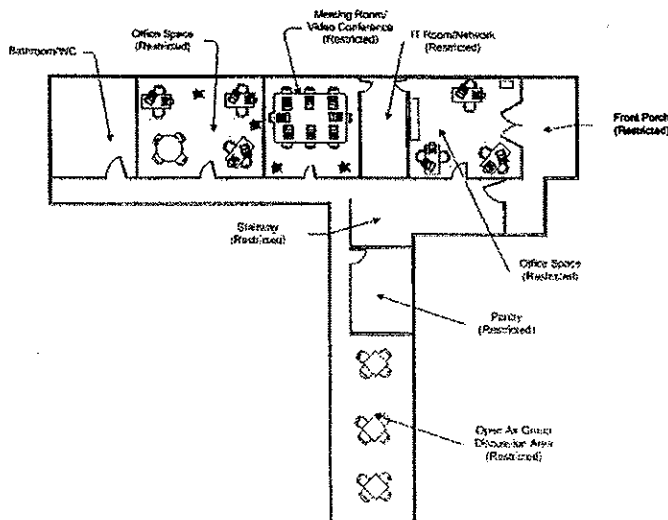 Bathroom/WC
Office Space
(Restricted)
Meeting Room/
Video Conference
(Restricted)
IT Room/Network
(Restricted)
Front Porch
(Restricted)
Stairway
(Restricted)
Office Space
(Restricted)
Pantry
(Restricted)
Open Air Group
Discussion Area
(Restricted)